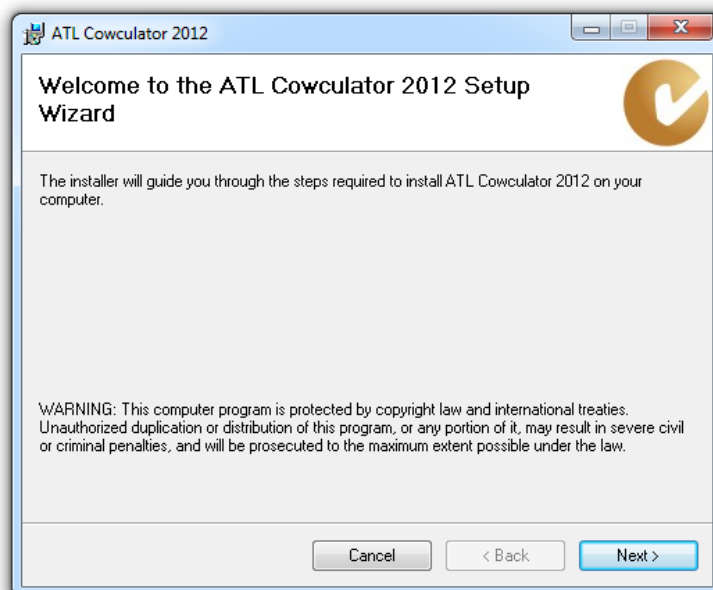 ATL Cowculator 2012
Welcome to the ATL Cowculator 2012 Setup
Wizard
The installer will guide you through the steps required to install ATL Cowculator 2012 on your
computer.
WARNING: This computer program is protected by copyright law and international treaties.
Unauthorized duplication or distribution of this program, or any portion of it, may result in severe civil
or criminal penalties, and will be prosecuted to the maximum extent possible under the law.
Cancel
< Back
Next >